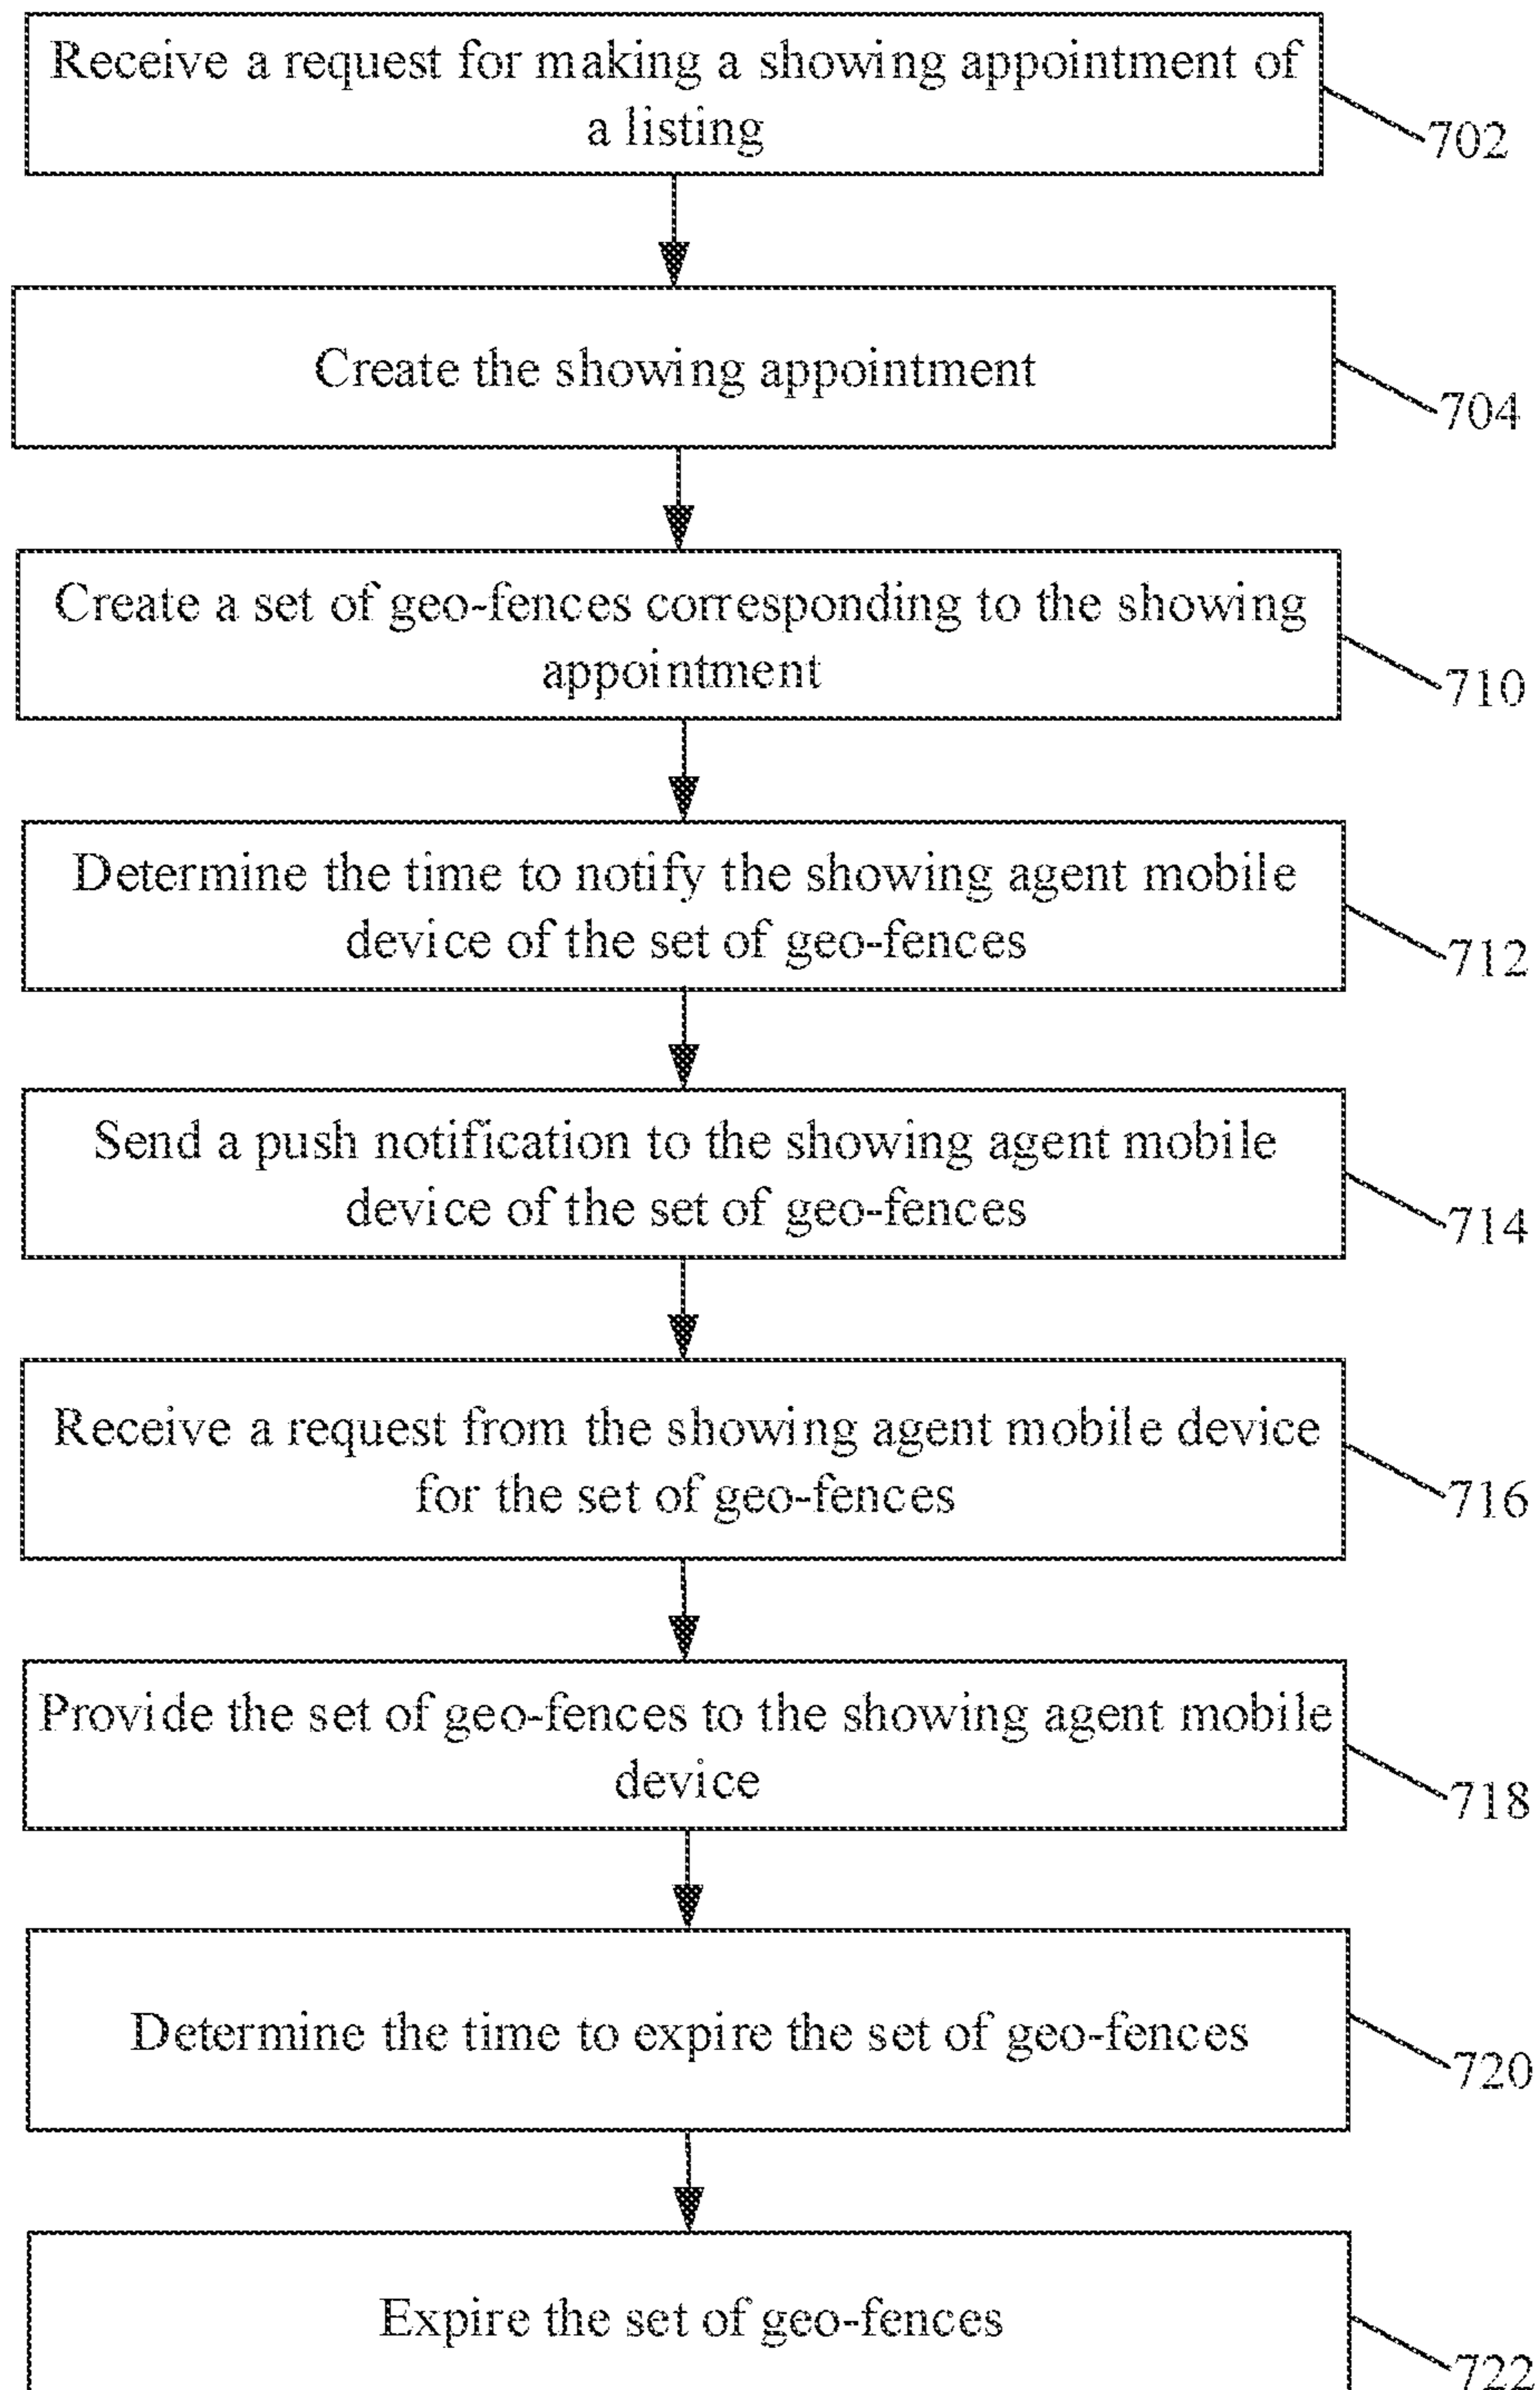 Receive a request for making a showing appointment of
a listing
702
Create the showing appointment
704
Create a set of geo-fences corresponding to the showing
appointment
710
Determine the time to notify the showing agent mobile
device of the set of geo-fences
712
Send a push notification to the showing agent mobile
device of the set of geo-fences
714
Receive a request from the showing agent mobile device
for the set of geo-fences
716
Provide the set of geo-fences to the showing agent mobile
device
718
Determine the time to expire the set of geo-fences
720
Expire the set of geo-fences
722